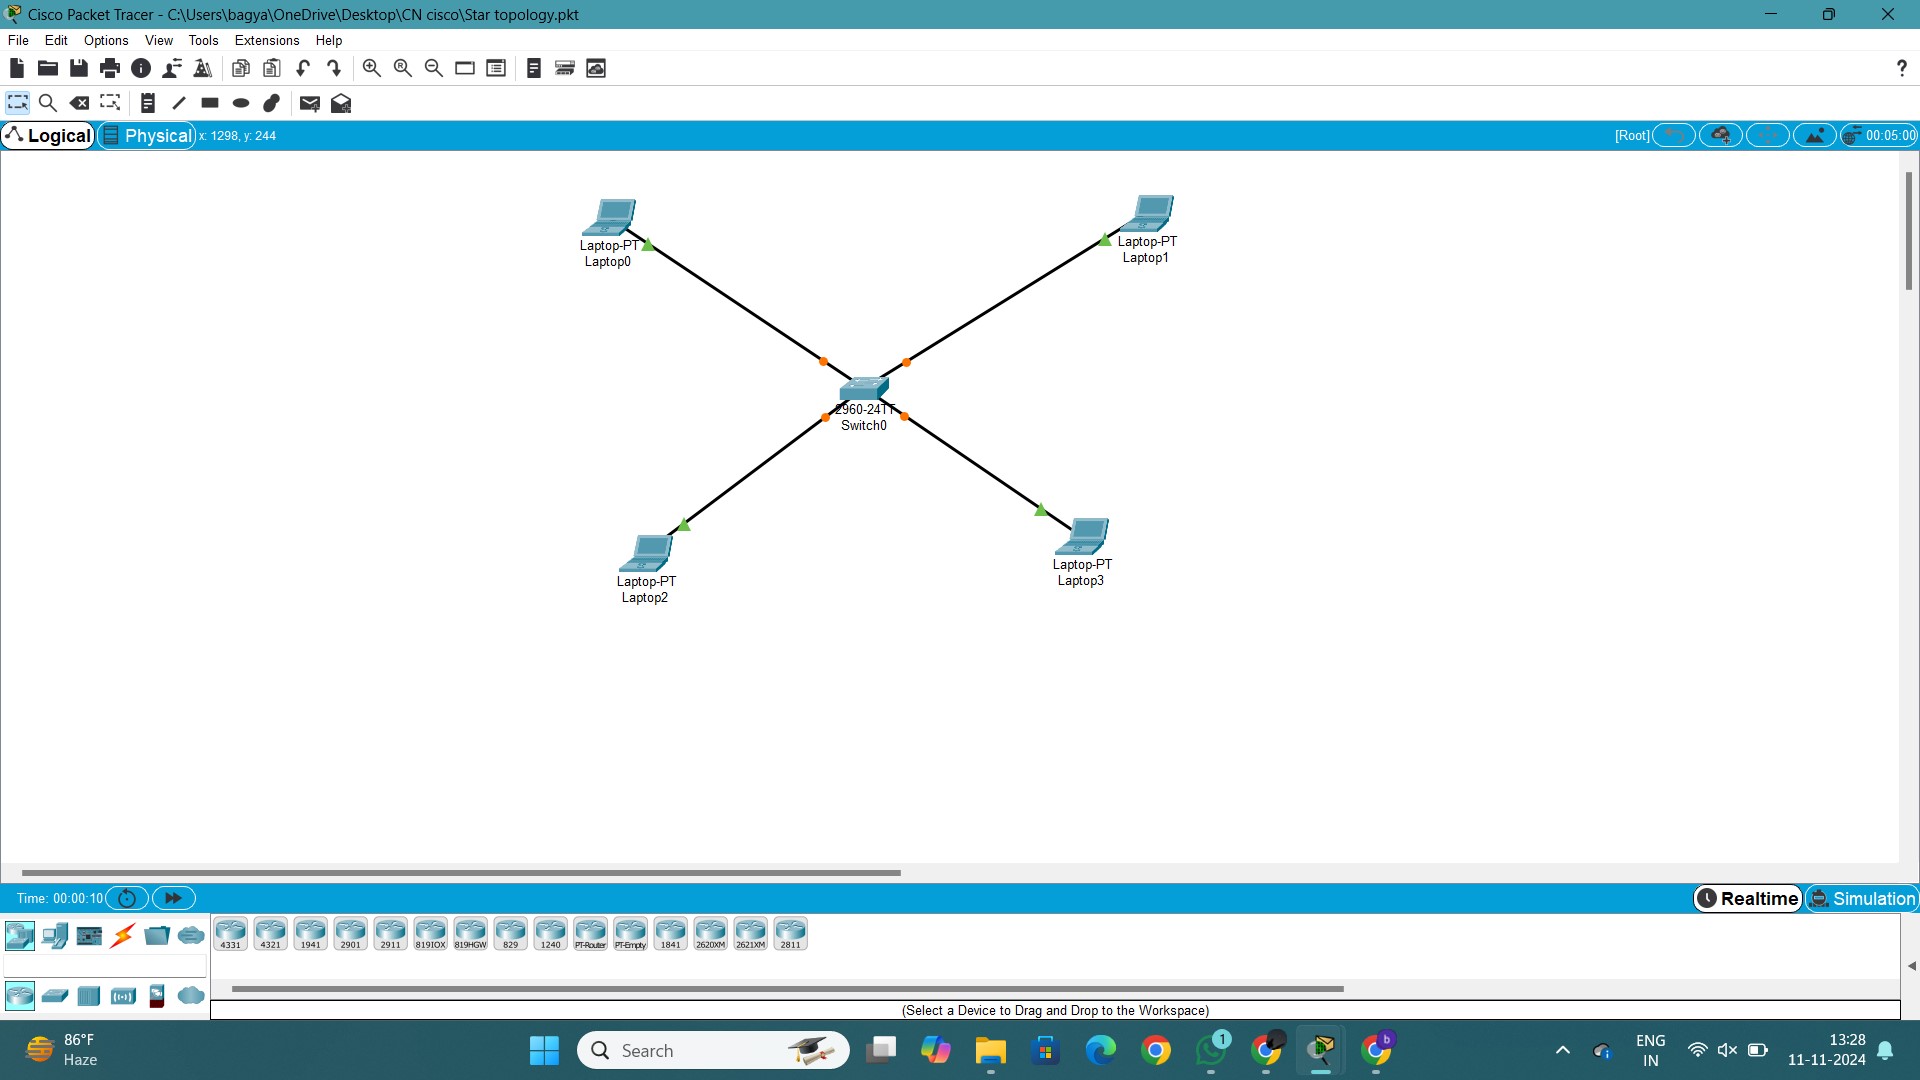 Cisco Packet Tracer - C:\Users\bagya\OneDrive\Desktop\CN cisco\Star topology.pkt
File Edit Options View Tools Extensions Help
?
Logical Physical x: 1298, y: 244 [Root] 00:05:00
Laptop-PT
Laptop0
Laptop-PT
Laptop1
2960-24TT
Switch0
Laptop-PT
Laptop2
Laptop-PT
Laptop3
Time: 00:00:10 Realtime Simulation
4331 4321 1941 2901 2911 819IOX 819HGW 829 1240 PT-Router PT-Empty 1841 2620XM 2621XM 2811
(Select a Device to Drag and Drop to the Workspace)
86°F
Haze
Search
1
b
ENG
IN
13:28
11-11-2024